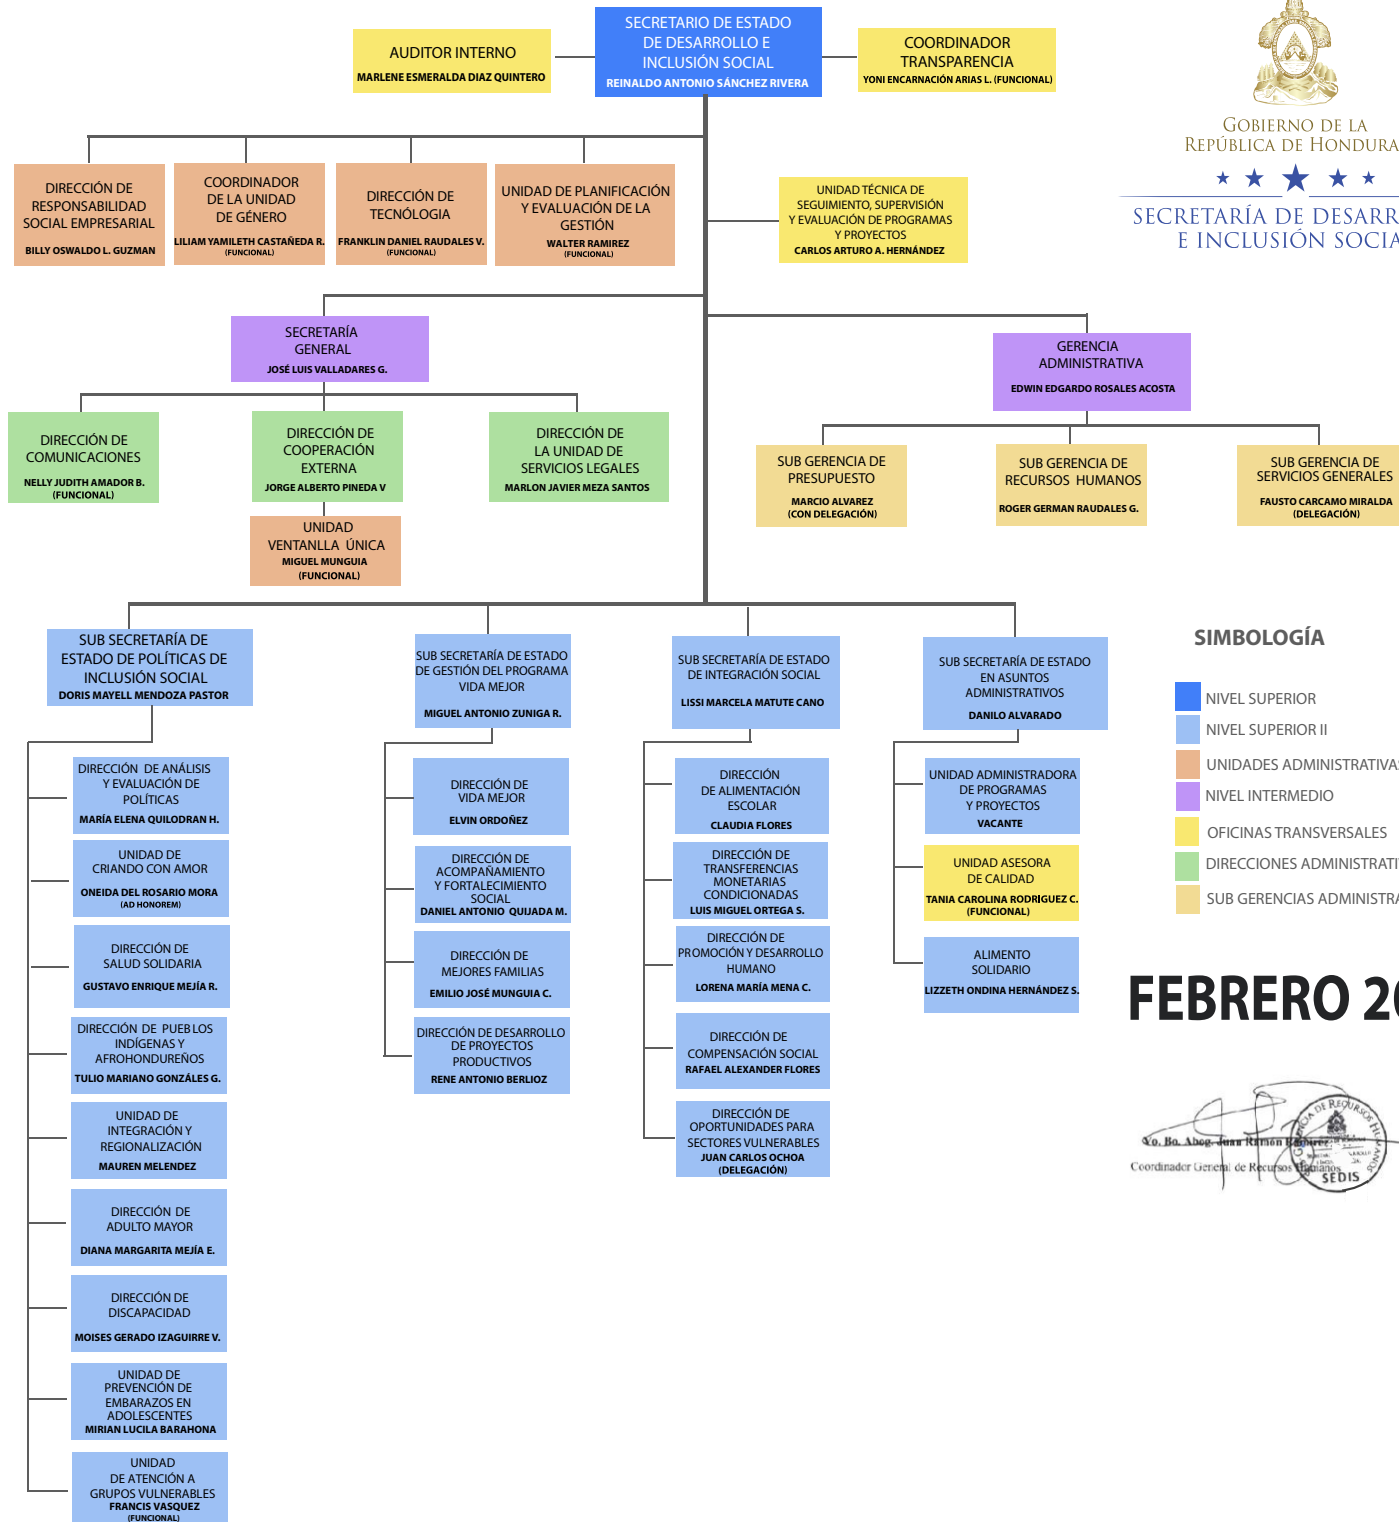 SECRETARIO DE ESTADO
DE DESARROLLO E
INCLUSIÓN SOCIAL
REINALDO ANTONIO SÁNCHEZ RIVERA
AUDITOR INTERNO
MARLENE ESMERALDA DIAZ QUINTERO
COORDINADOR
TRANSPARENCIA
YONI ENCARNACIÓN ARIAS L. (FUNCIONAL)
GOBIERNO DE LA
REPÚBLICA DE HONDURA
SECRETARÍA DE DESARR
E INCLUSIÓN SOCIA
DIRECCIÓN DE
RESPONSABILIDAD
SOCIAL EMPRESARIAL
BILLY OSWALDO L. GUZMAN
COORDINADOR
DE LA UNIDAD
DE GÉNERO
LILIAM YAMILETH CASTAÑEDA R.
(FUNCIONAL)
DIRECCIÓN DE
TECNÓLOGIA
FRANKLIN DANIEL RAUDALES V.
(FUNCIONAL)
UNIDAD DE PLANIFICACIÓN
Y EVALUACIÓN DE LA
GESTIÓN
WALTER RAMIREZ
(FUNCIONAL)
UNIDAD TÉCNICA DE
SEGUIMIENTO, SUPERVISIÓN
Y EVALUACIÓN DE PROGRAMAS
Y PROYECTOS
CARLOS ARTURO A. HERNÁNDEZ
SECRETARÍA
GENERAL
JOSÉ LUIS VALLADARES G.
GERENCIA
ADMINISTRATIVA
EDWIN EDGARDO ROSALES ACOSTA
DIRECCIÓN DE
COMUNICACIONES
NELLY JUDITH AMADOR B.
(FUNCIONAL)
DIRECCIÓN DE
COOPERACIÓN
EXTERNA
JORGE ALBERTO PINEDA V
DIRECCIÓN DE
LA UNIDAD DE
SERVICIOS LEGALES
MARLON JAVIER MEZA SANTOS
UNIDAD
VENTANLLA ÚNICA
MIGUEL MUNGUIA
(FUNCIONAL)
SUB GERENCIA DE
PRESUPUESTO
MARCIO ALVAREZ
(CON DELEGACIÓN)
SUB GERENCIA DE
RECURSOS HUMANOS
ROGER GERMAN RAUDALES G.
SUB GERENCIA DE
SERVICIOS GENERALES
FAUSTO CARCAMO MIRALDA
(DELEGACIÓN)
SUB SECRETARÍA DE
ESTADO DE POLÍTICAS DE
INCLUSIÓN SOCIAL
DORIS MAYELL MENDOZA PASTOR
DIRECCIÓN DE ANÁLISIS
Y EVALUACIÓN DE
POLÍTICAS
MARÍA ELENA QUILODRAN H.
UNIDAD DE
CRIANDO CON AMOR
ONEIDA DEL ROSARIO MORA
(AD HONOREM)
DIRECCIÓN DE
SALUD SOLIDARIA
GUSTAVO ENRIQUE MEJÍA R.
DIRECCIÓN DE PUEBLOS
INDÍGENAS Y
AFROHONDUREÑOS
TULIO MARIANO GONZÁLES G.
UNIDAD DE
INTEGRACIÓN Y
REGIONALIZACIÓN
MAUREN MELENDEZ
DIRECCIÓN DE
ADULTO MAYOR
DIANA MARGARITA MEJÍA E.
DIRECCIÓN DE
DISCAPACIDAD
MOISES GERADO IZAGUIRRE V.
UNIDAD DE
PREVENCIÓN DE
EMBARAZOS EN
ADOLESCENTES
MIRIAN LUCILA BARAHONA
UNIDAD
DE ATENCIÓN A
GRUPOS VULNERABLES
FRANCIS VASQUEZ
(FUNCIONAL)
SUB SECRETARÍA DE ESTADO
DE GESTIÓN DEL PROGRAMA
VIDA MEJOR
MIGUEL ANTONIO ZUNIGA R.
DIRECCIÓN DE
VIDA MEJOR
ELVIN ORDOÑEZ
DIRECCIÓN DE
ACOMPAÑAMIENTO
Y FORTALECIMIENTO
SOCIAL
DANIEL ANTONIO QUIJADA M.
DIRECCIÓN DE
MEJORES FAMILIAS
EMILIO JOSÉ MUNGUIA C.
DIRECCIÓN DE DESARROLLO
DE PROYECTOS
PRODUCTIVOS
RENE ANTONIO BERLIOZ
SUB SECRETARÍA DE ESTADO
DE INTEGRACIÓN SOCIAL
LISSI MARCELA MATUTE CANO
DIRECCIÓN
DE ALIMENTACIÓN
ESCOLAR
CLAUDIA FLORES
DIRECCIÓN DE
TRANSFERENCIAS
MONETARIAS
CONDICIONADAS
LUIS MIGUEL ORTEGA S.
DIRECCIÓN DE
PROMOCIÓN Y DESARROLLO
HUMANO
LORENA MARÍA MENA C.
DIRECCIÓN DE
COMPENSACIÓN SOCIAL
RAFAEL ALEXANDER FLORES
DIRECCIÓN DE
OPORTUNIDADES PARA
SECTORES VULNERABLES
JUAN CARLOS OCHOA
(DELEGACIÓN)
SUB SECRETARÍA DE ESTADO
EN ASUNTOS
ADMINISTRATIVOS
DANILO ALVARADO
UNIDAD ADMINISTRADORA
DE PROGRAMAS
Y PROYECTOS
VACANTE
UNIDAD ASESORA
DE CALIDAD
TANIA CAROLINA RODRIGUEZ C.
(FUNCIONAL)
ALIMENTO
SOLIDARIO
LIZZETH ONDINA HERNÁNDEZ S.
SIMBOLOGÍA
NIVEL SUPERIOR
NIVEL SUPERIOR II
UNIDADES ADMINISTRATIVAS
NIVEL INTERMEDIO
OFICINAS TRANSVERSALES
DIRECCIONES ADMINISTRATI
SUB GERENCIAS ADMINISTRA
FEBRERO 20
Vo. Bo. Abog. Juan Ramón
Coordinador General de Recursos Humanos
DE RECURSOS HUMANOS
SEDIS